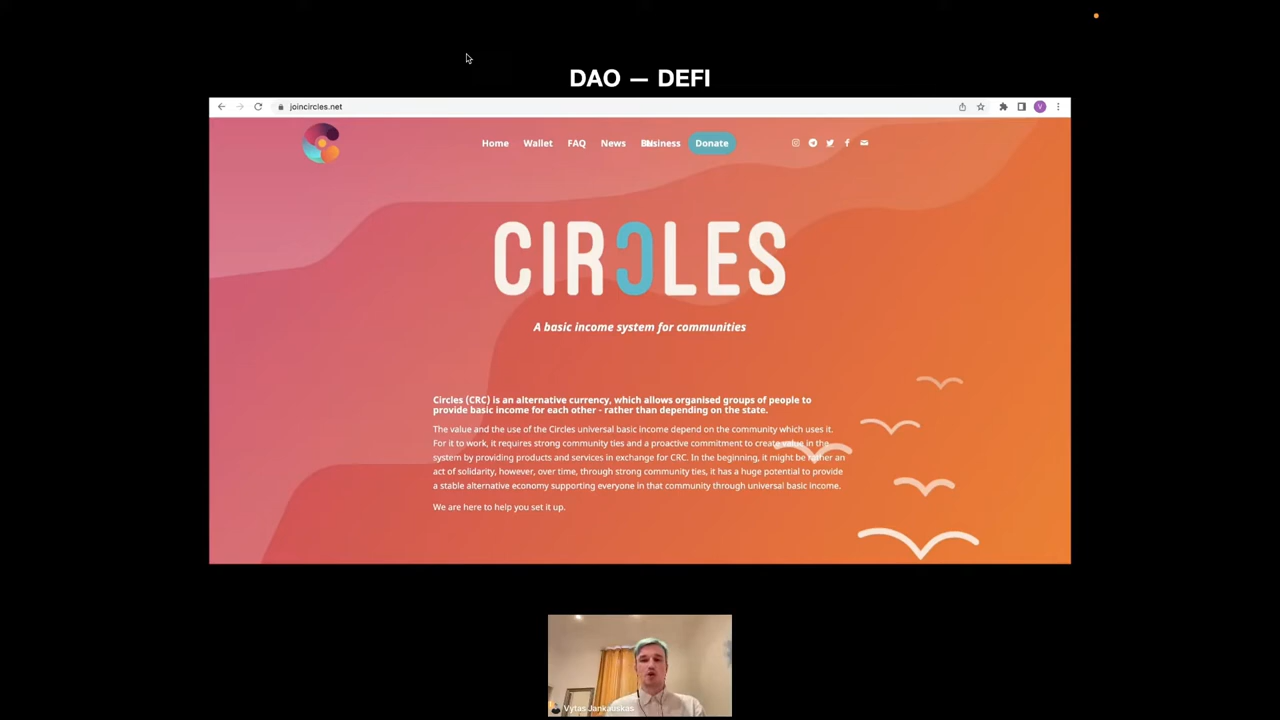 DAO — DEFI
joincircles.net
V
Home Wallet FAQ News Business Donate
CIRCLES
A basic income system for communities
Circles (CRC) is an alternative currency, which allows organised groups of people to
provide basic income for each other - rather than depending on the state.
The value and the use of the Circles universal basic income depend on the community which uses it.
For it to work, it requires strong community ties and a proactive commitment to create value in the
system by providing products and services in exchange for CRC. In the beginning, it might be rather an
act of solidarity, however, over time, through strong community ties, it has a huge potential to provide
a stable alternative economy supporting everyone in that community through universal basic income.
We are here to help you set it up.
Vytas Jankauskas